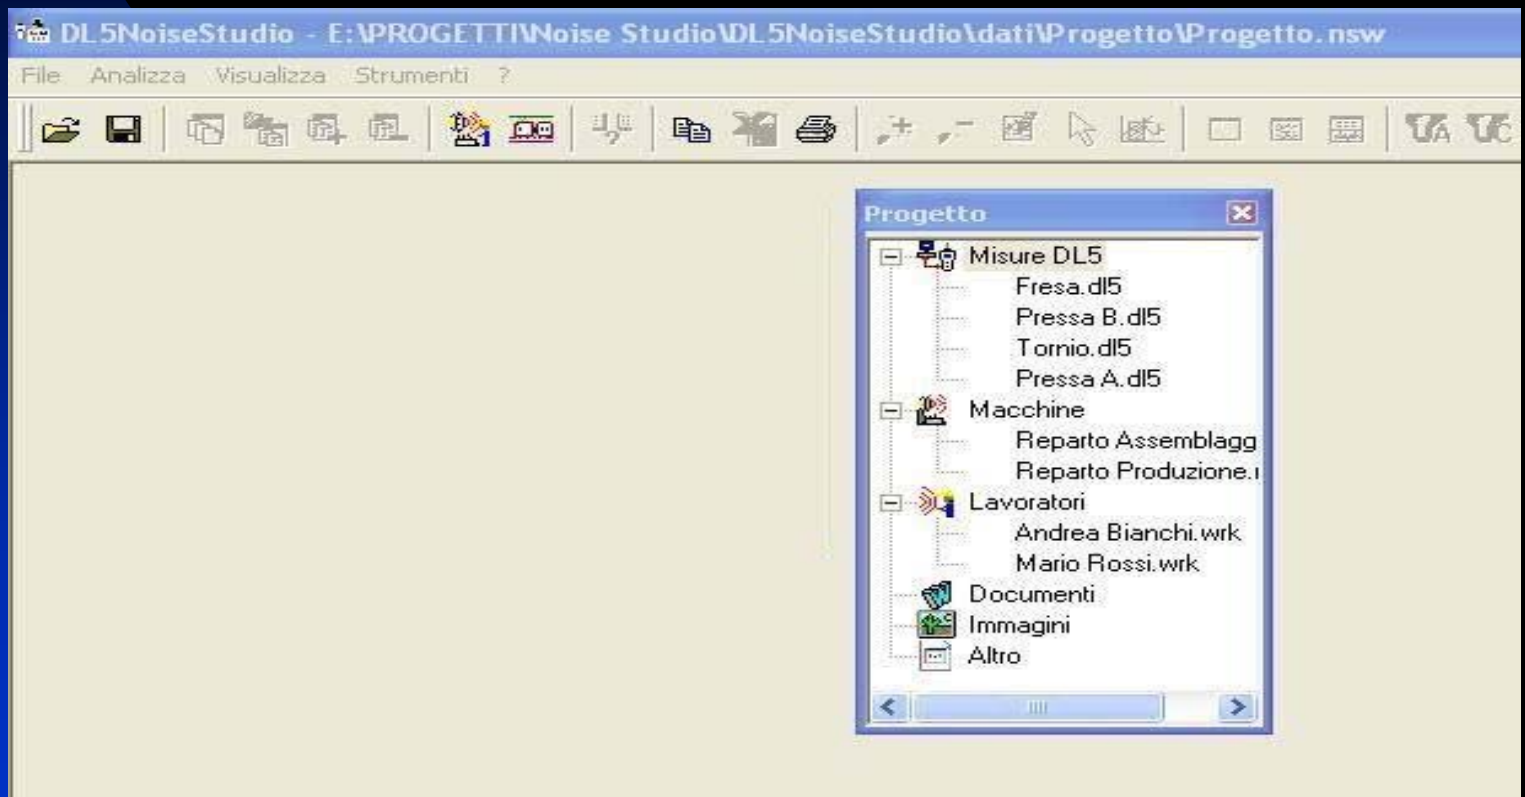 DL5NoiseStudio - E:\PROGETTI\Noise Studio\DL5NoiseStudio\dati\Progetto\Progetto.nsw
File Analizza Visualizza Strumenti ?
A C
Progetto
Misure DL5
Fresa.dl5
Pressa B.dl5
Tornio.dl5
Pressa A.dl5
Macchine
Reparto Assemblagg
Reparto Produzione.
Lavoratori
Andrea Bianchi.wrk
Mario Rossi.wrk
Documenti
Immagini
Altro